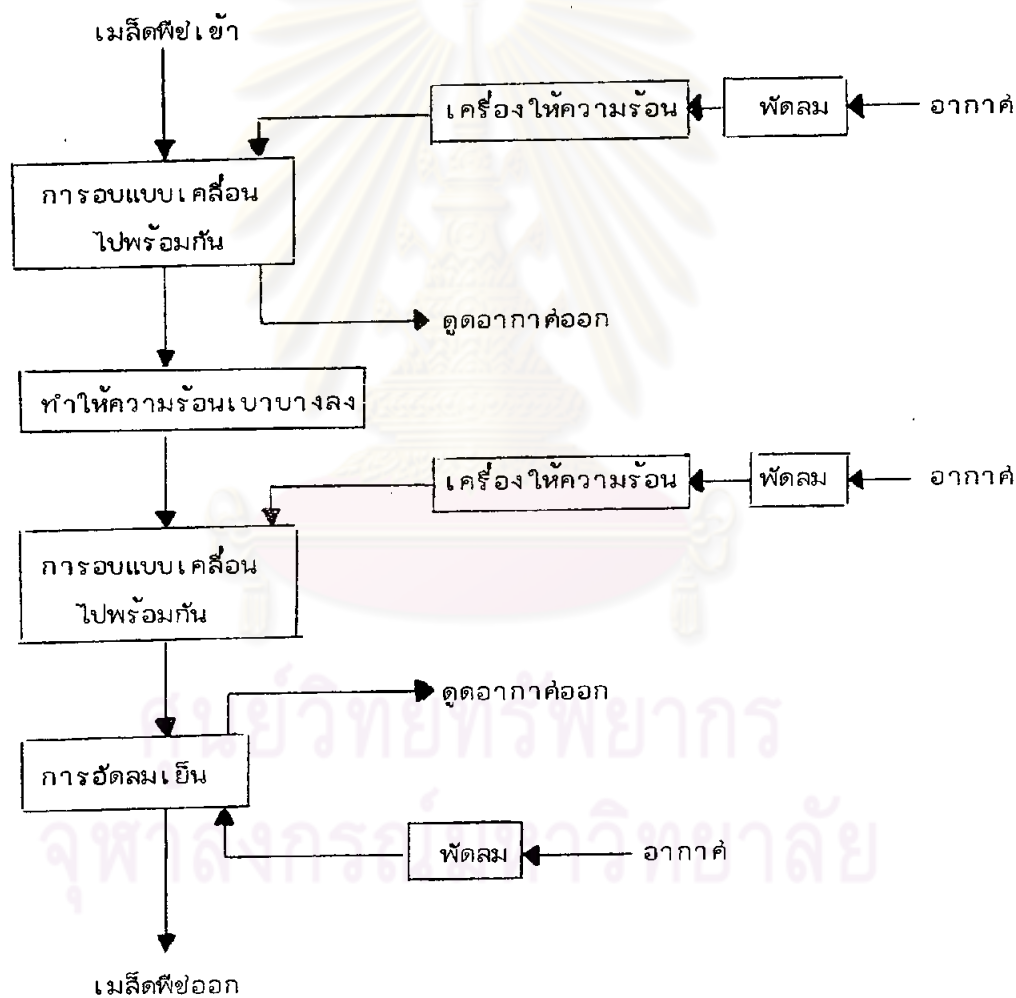 เมล็ดพืชเข้า
เครื่องให้ความร้อน
พัดลม
อากาศ
การอบแบบเคลื่อน
ไปพร้อมกัน
ดูดอากาศออก
ทำให้ความร้อนเบาบางลง
เครื่องให้ความร้อน
พัดลม
อากาศ
การอบแบบเคลื่อน
ไปพร้อมกัน
ดูดอากาศออก
ศูนย์วิทยทรัพยากร
การอัดลมเย็น
จุฬาลงกรณ์มหาวิทยาลัย
พัดลม
อากาศ
เมล็ดพืชออก